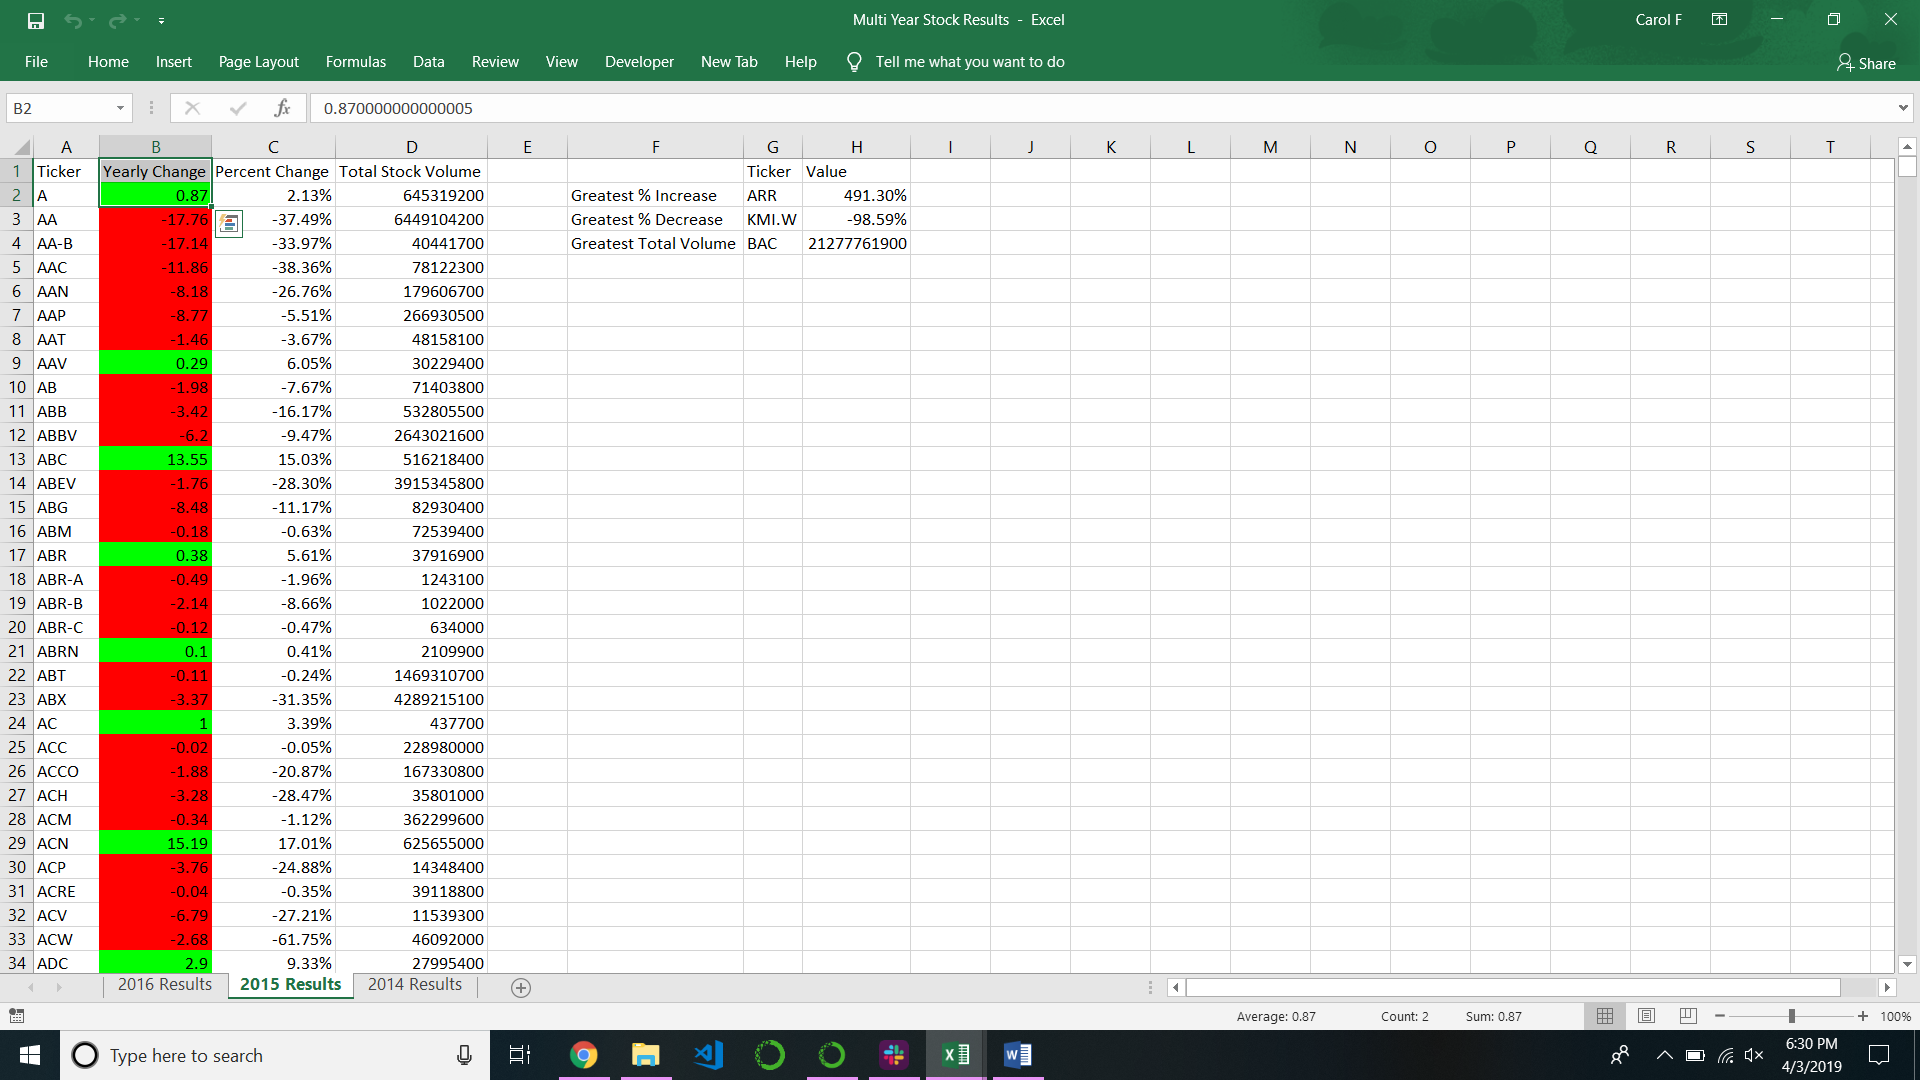 Multi Year Stock Results - Excel
Carol F
File Home Insert Page Layout Formulas Data Review View Developer New Tab Help Tell me what you want to do Share
B2 fx 0.870000000000005
A B C D E F G H I J K L M N O P Q R S T
1 Ticker Yearly Change Percent Change Total Stock Volume Ticker Value
2 A 0.87 2.13% 645319200 Greatest % Increase ARR 491.30%
3 AA -17.76 -37.49% 6449104200 Greatest % Decrease KMI.W -98.59%
4 AA-B -17.14 -33.97% 40441700 Greatest Total Volume BAC 21277761900
5 AAC -11.86 -38.36% 78122300
6 AAN -8.18 -26.76% 179606700
7 AAP -8.77 -5.51% 266930500
8 AAT -1.46 -3.67% 48158100
9 AAV 0.29 6.05% 30229400
10 AB -1.98 -7.67% 71403800
11 ABB -3.42 -16.17% 532805500
12 ABBV -6.2 -9.47% 2643021600
13 ABC 13.55 15.03% 516218400
14 ABEV -1.76 -28.30% 3915345800
15 ABG -8.48 -11.17% 82930400
16 ABM -0.18 -0.63% 72539400
17 ABR 0.38 5.61% 37916900
18 ABR-A -0.49 -1.96% 1243100
19 ABR-B -2.14 -8.66% 1022000
20 ABR-C -0.12 -0.47% 634000
21 ABRN 0.1 0.41% 2109900
22 ABT -0.11 -0.24% 1469310700
23 ABX -3.37 -31.35% 4289215100
24 AC 1 3.39% 437700
25 ACC -0.02 -0.05% 228980000
26 ACCO -1.88 -20.87% 167330800
27 ACH -3.28 -28.47% 35801000
28 ACM -0.34 -1.12% 362299600
29 ACN 15.19 17.01% 625655000
30 ACP -3.76 -24.88% 14348400
31 ACRE -0.04 -0.35% 39118800
32 ACV -6.79 -27.21% 11539300
33 ACW -2.68 -61.75% 46092000
34 ADC 2.9 9.33% 27995400
2016 Results 2015 Results 2014 Results
Average: 0.87 Count: 2 Sum: 0.87 100%
Type here to search
6:30 PM
4/3/2019